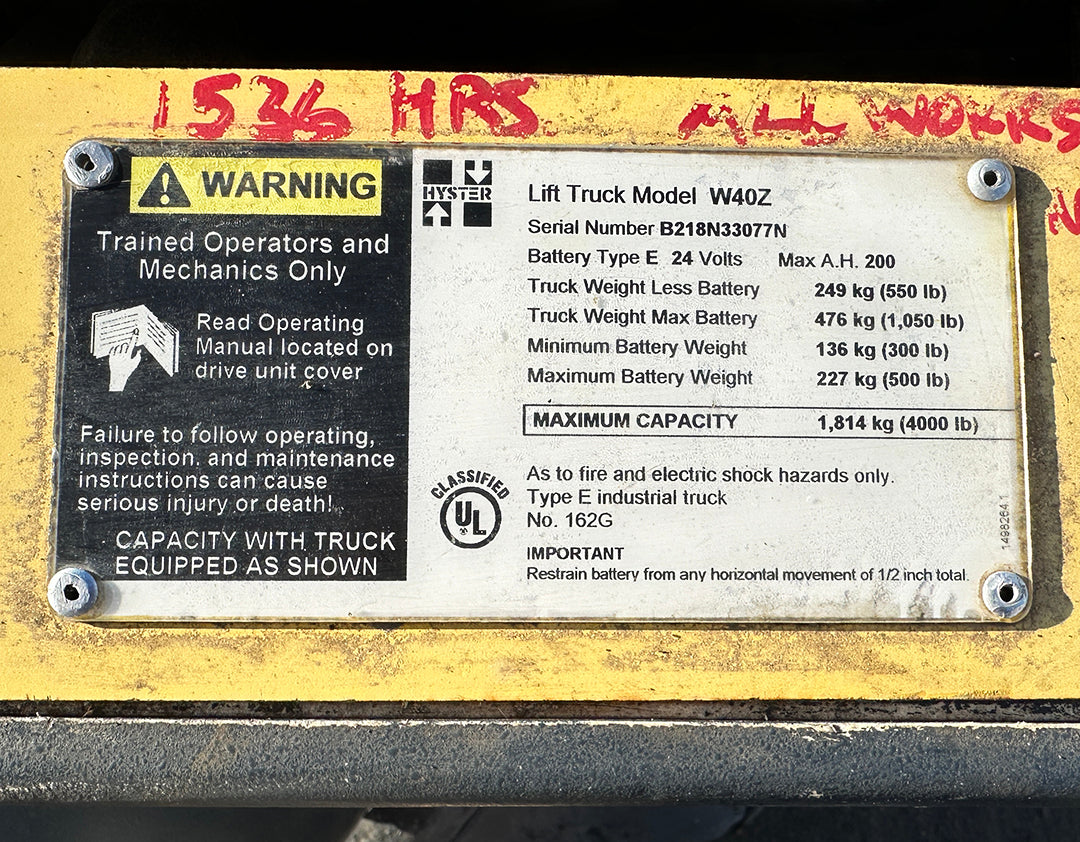 1536 HRS ALL WORKS
WARNING
Trained Operators and
Mechanics Only
Read Operating
Manual located on
drive unit cover
Failure to follow operating,
inspection, and maintenance
instructions can cause
serious injury or death!
CAPACITY WITH TRUCK
EQUIPPED AS SHOWN
HYSTER
Lift Truck Model W40Z
Serial Number B218N33077N
Battery Type E 24 Volts Max A.H. 200
Truck Weight Less Battery 249 kg (550 lb)
Truck Weight Max Battery 476 kg (1,050 lb)
Minimum Battery Weight 136 kg (300 lb)
Maximum Battery Weight 227 kg (500 lb)
MAXIMUM CAPACITY 1,814 kg (4000 lb)
CLASSIFIED
UL
As to fire and electric shock hazards only.
Type E industrial truck
No. 162G
IMPORTANT
Restrain battery from any horizontal movement of 1/2 inch total.